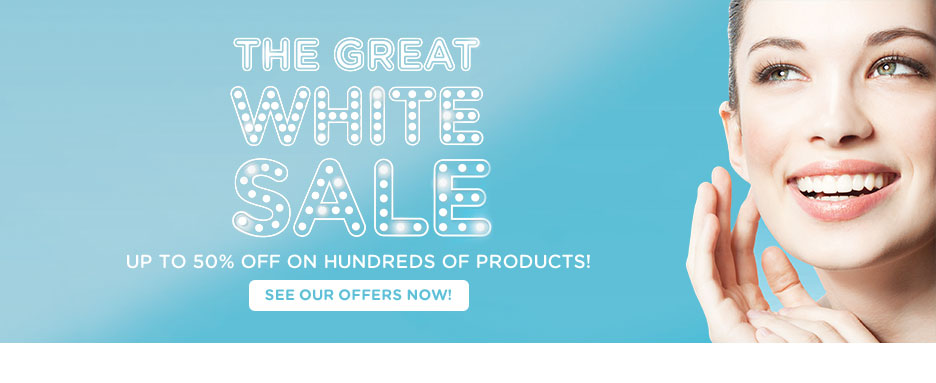 THE GREAT
WHITE
SALE
UP TO 50% OFF ON HUNDREDS OF PRODUCTS!
SEE OUR OFFERS NOW!